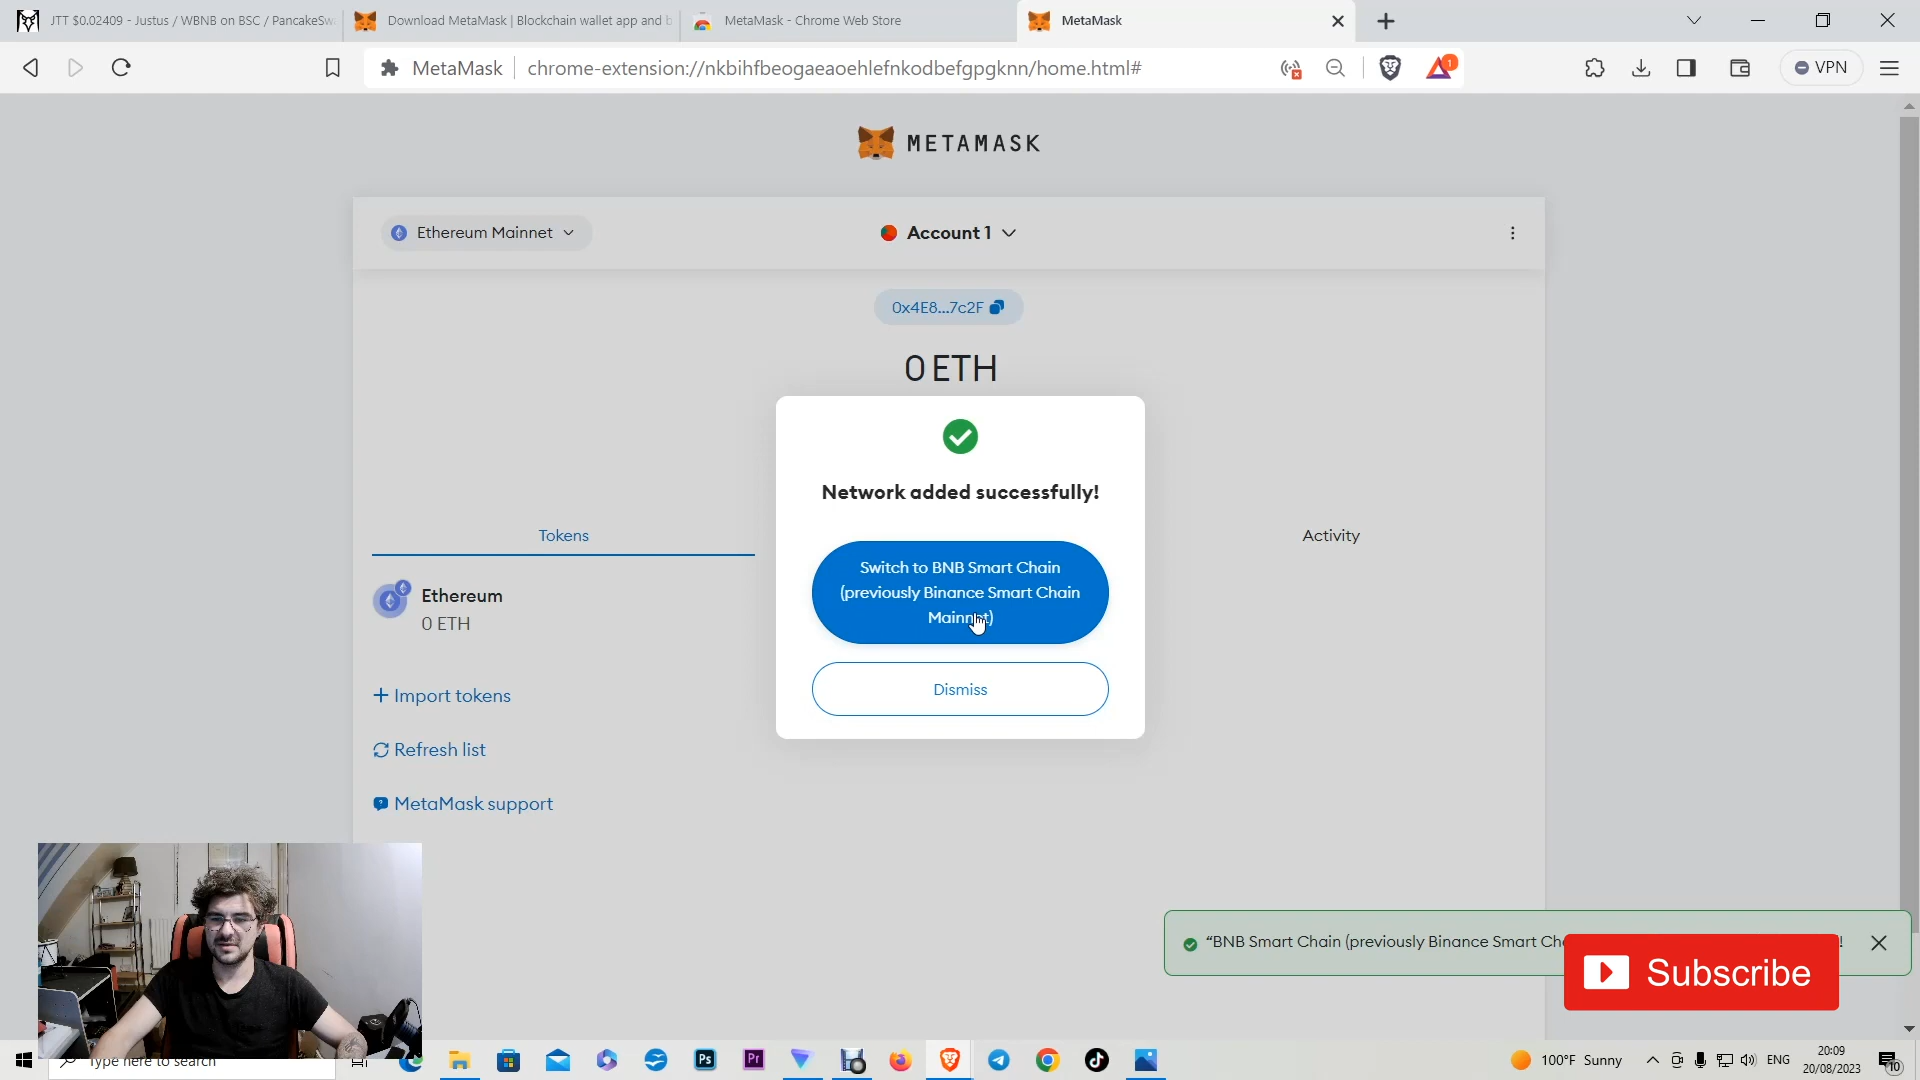 JTT $0.02409 - Justus / WBNB on BSC / PancakeSw
Download MetaMask | Blockchain wallet app and b
MetaMask - Chrome Web Store
MetaMask
MetaMask
chrome-extension://nkbihfbeogaeaoehlefnkodbefgpgknn/home.html#
1
VPN
METAMASK
Ethereum Mainnet
Account 1
0x4E8...7c2F
0 ETH
Network added successfully!
Switch to BNB Smart Chain
(previously Binance Smart Chain
Mainnet)
Dismiss
Tokens
Activity
Ethereum
0 ETH
+ Import tokens
Refresh list
MetaMask support
“BNB Smart Chain (previously Binance Smart Ch
!
Subscribe
Type here to search
Ps
Pr
100°F Sunny
ENG
20:09
20/08/2023
10